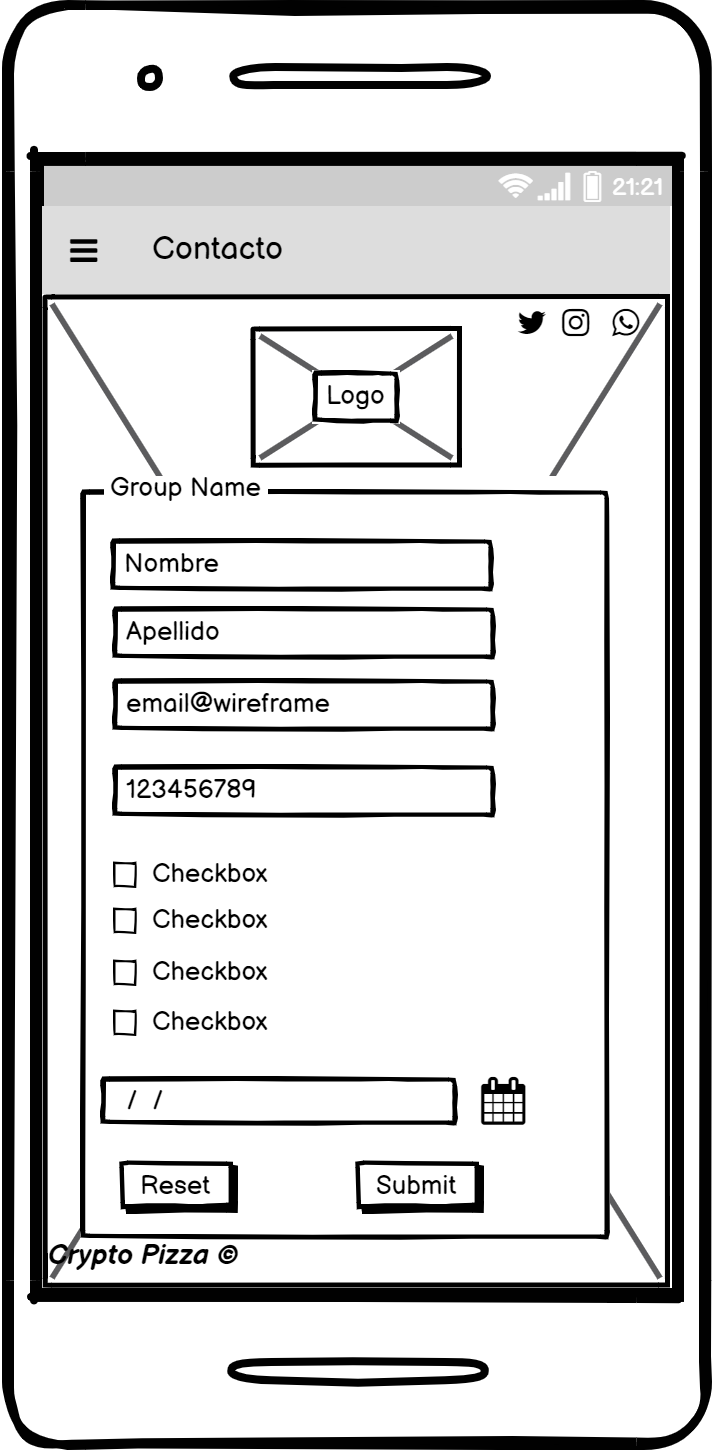 21:21
Contacto
Logo
Group Name
Nombre
Apellido
email@wireframe
123456789
Checkbox
Checkbox
Checkbox
Checkbox
/ /
Reset Submit
Crypto Pizza ©